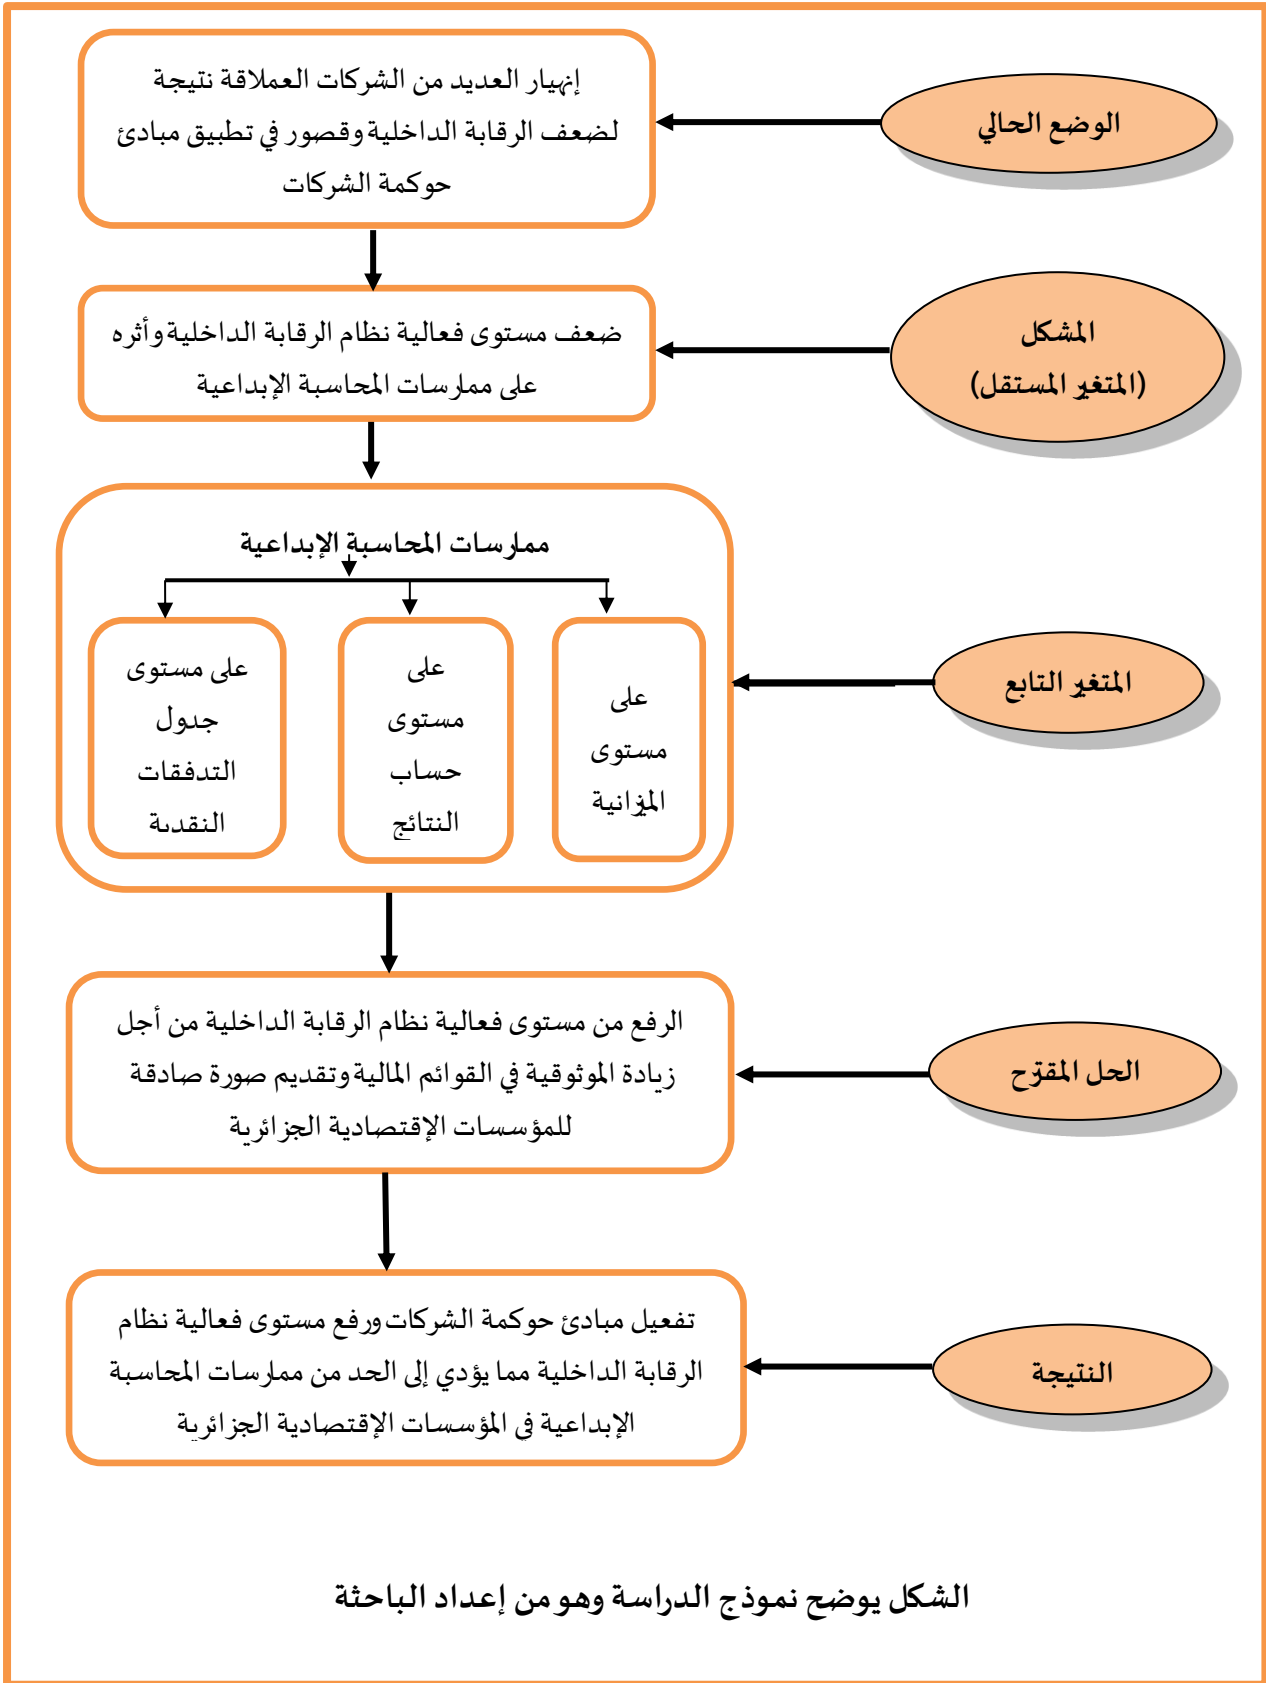 الوضع الحالي
إنهيار العديد من الشركات العملاقة نتيجة
لضعف الرقابة الداخلية وقصور في تطبيق مبادئ
حوكمة الشركات
المشكل
(المتغير المستقل)
ضعف مستوى فعالية نظام الرقابة الداخلية وأثره
على ممارسات المحاسبة الإبداعية
المتغير التابع
ممارسات المحاسبة الإبداعية
على
مستوى
الميزانية
على
مستوى
حساب
النتائج
على مستوى
جدول
التدفقات
النقدية
الحل المقترح
الرفع من مستوى فعالية نظام الرقابة الداخلية من أجل
زيادة الموثوقية في القوائم المالية وتقديم صورة صادقة
للمؤسسات الإقتصادية الجزائرية
النتيجة
تفعيل مبادئ حوكمة الشركات ورفع مستوى فعالية نظام
الرقابة الداخلية مما يؤدي إلى الحد من ممارسات المحاسبة
الإبداعية في المؤسسات الإقتصادية الجزائرية
الشكل يوضح نموذج الدراسة وهو من إعداد الباحثة